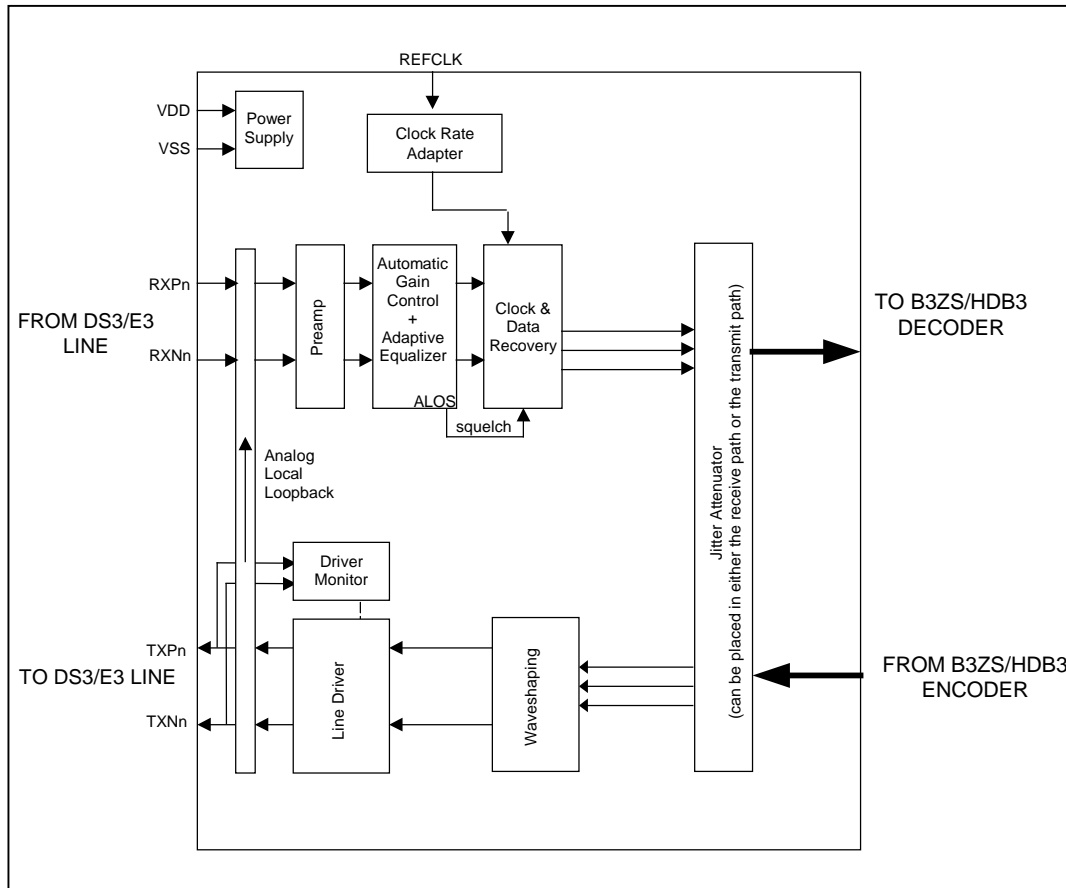 REFCLK
VDD
VSS
Power
Supply
Clock Rate
Adapter
RXPn
RXNn
FROM DS3/E3
LINE
Preamp
Automatic
Gain
Control
+
Adaptive
Equalizer
ALOS
squelch
Clock &
Data
Recovery
Jitter Attenuator
(can be placed in either the receive path or the transmit path)
TO B3ZS/HDB3
DECODER
Analog
Local
Loopback
Driver
Monitor
TXPn
TO DS3/E3 LINE
TXNn
Line Driver
Waveshaping
FROM B3ZS/HDB3
ENCODER